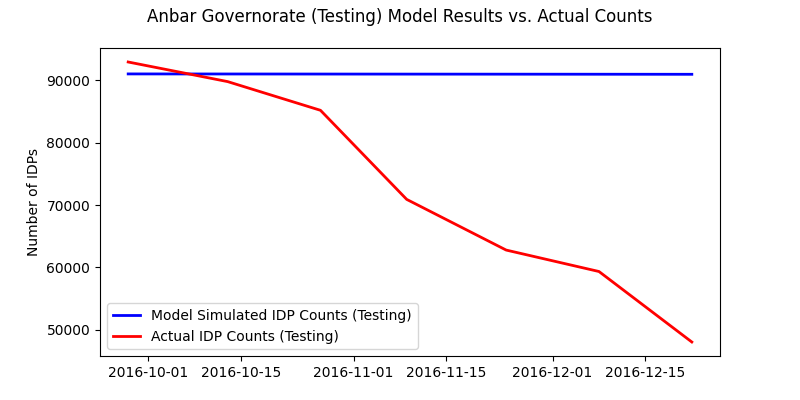 Anbar Governorate (Testing) Model Results vs. Actual Counts
Number of IDPs
90000
80000
70000
60000
50000
Model Simulated IDP Counts (Testing)
Actual IDP Counts (Testing)
2016-10-01 2016-10-15 2016-11-01 2016-11-15 2016-12-01 2016-12-15